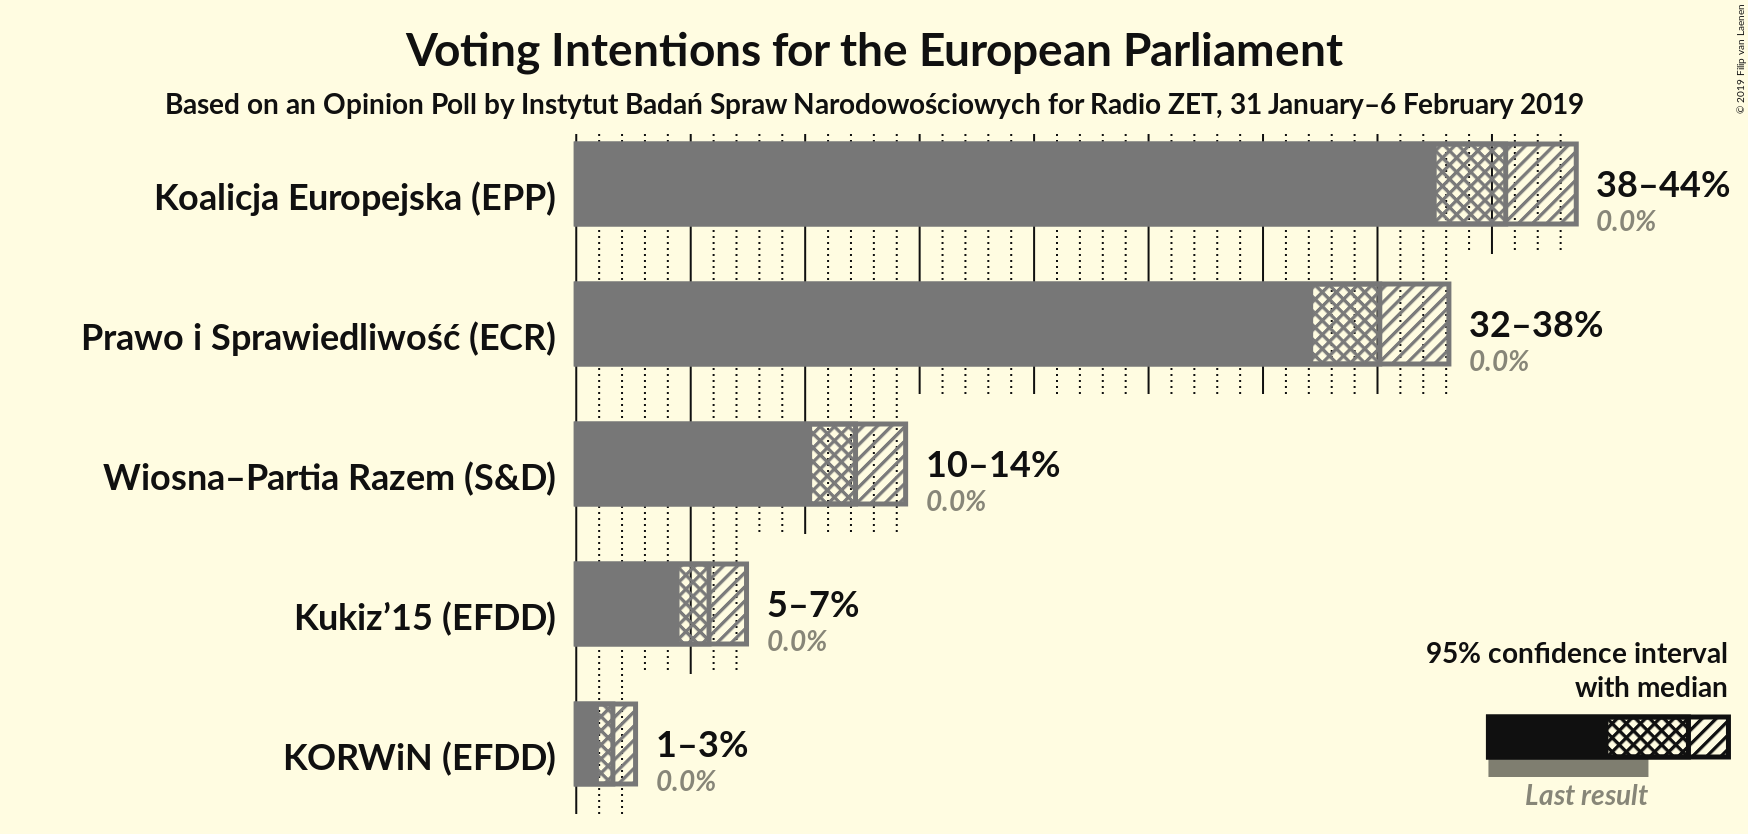 Voting Intentions for the European Parliament
Based on an Opinion Poll by Instytut Badań Spraw Narodowościowych for Radio ZET, 31 January–6 February 2019
© 2019 Filip van Laenen
Koalicja Europejska (EPP)
38–44%
0.0%
Prawo i Sprawiedliwość (ECR)
32–38%
0.0%
Wiosna–Partia Razem (S&D)
10–14%
0.0%
Kukiz’15 (EFDD)
5–7%
0.0%
KORWiN (EFDD)
1–3%
0.0%
95% confidence interval
with median
Last result